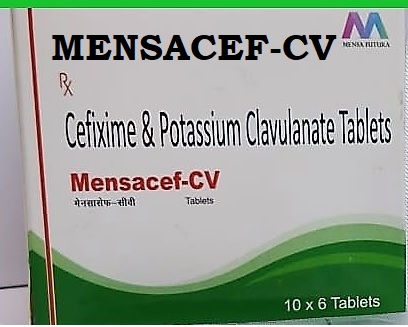 MENSACEF-CV
MENSA FUTURA
Rx
Cefixime & Potassium Clavulanate Tablets
Mensacef-CV
मेनसासेफ-सीवी
Tablets
10 x 6 Tablets